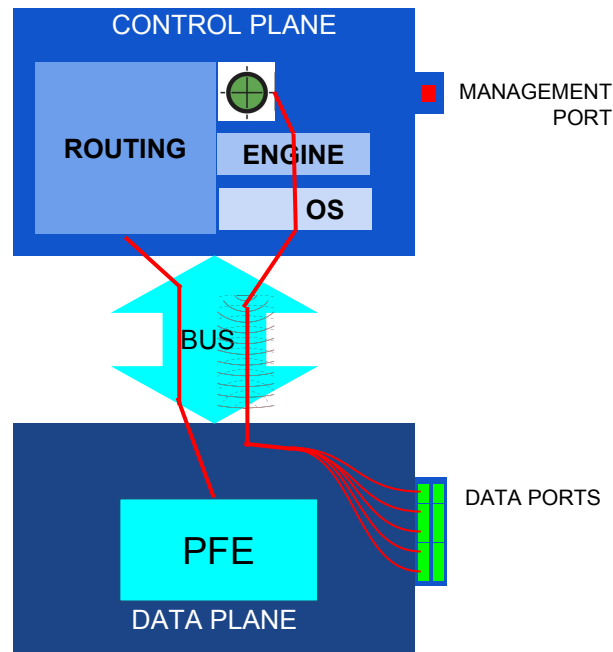 CONTROL PLANE
MANAGEMENT
PORT
ROUTING
ENGINE
OS
BUS
DATA PORTS
PFE
DATA PLANE